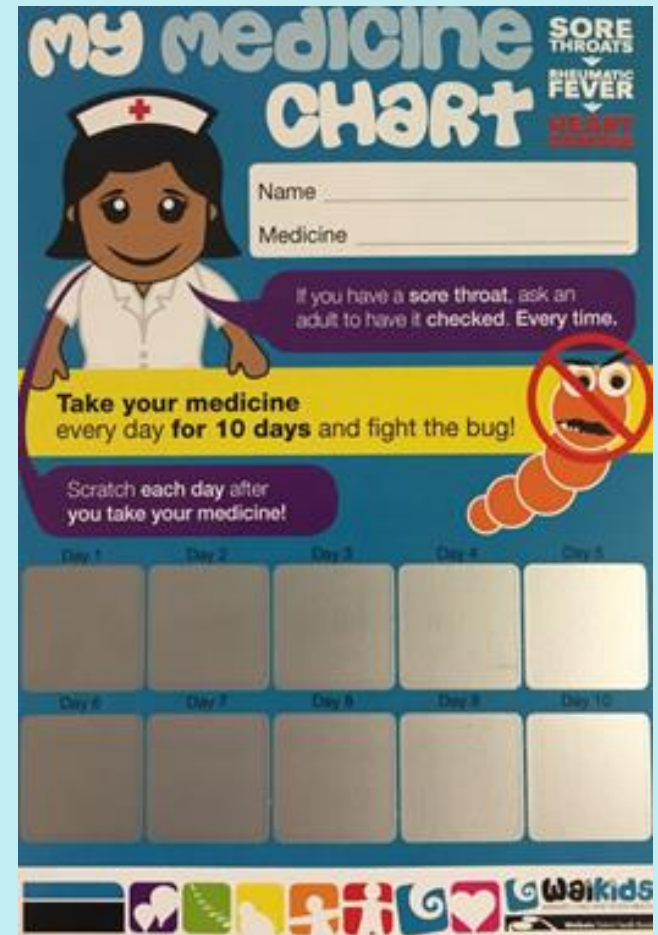 my medicine
chart
SORE
THROATS
RHEUMATIC
FEVER
HEART
Name
Medicine
If you have a sore throat, ask an
adult to have it checked. Every time.
Take your medicine
every day for 10 days and fight the bug!
Scratch each day after
you take your medicine!
Day 1 Day 2 Day 3 Day 4 Day 5
Day 6 Day 7 Day 8 Day 9 Day 10
Waikids